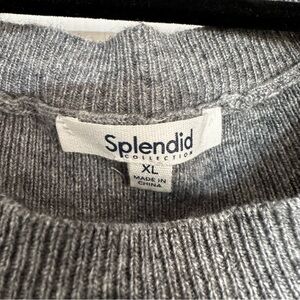 Splendid
COLLECTION
XL
MADE IN
CHINA